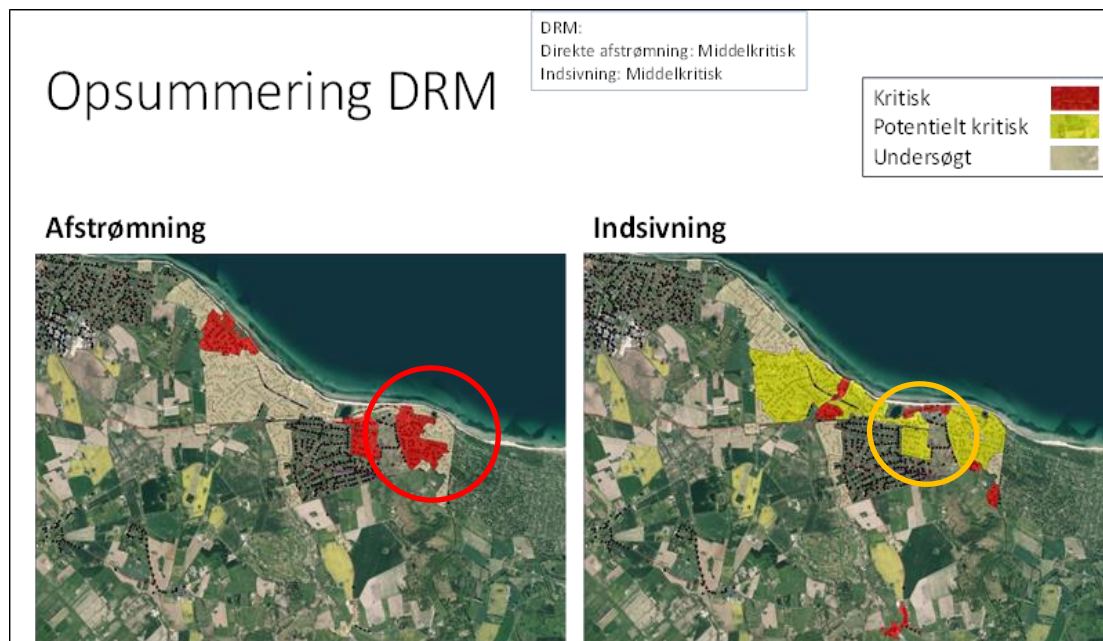 DRM:
Direkte afstrømning: Middelkritisk
Indsivning: Middelkritisk
Opsummering DRM
Kritisk
Potentielt kritisk
Undersøgt
Afstrømning
Indsivning